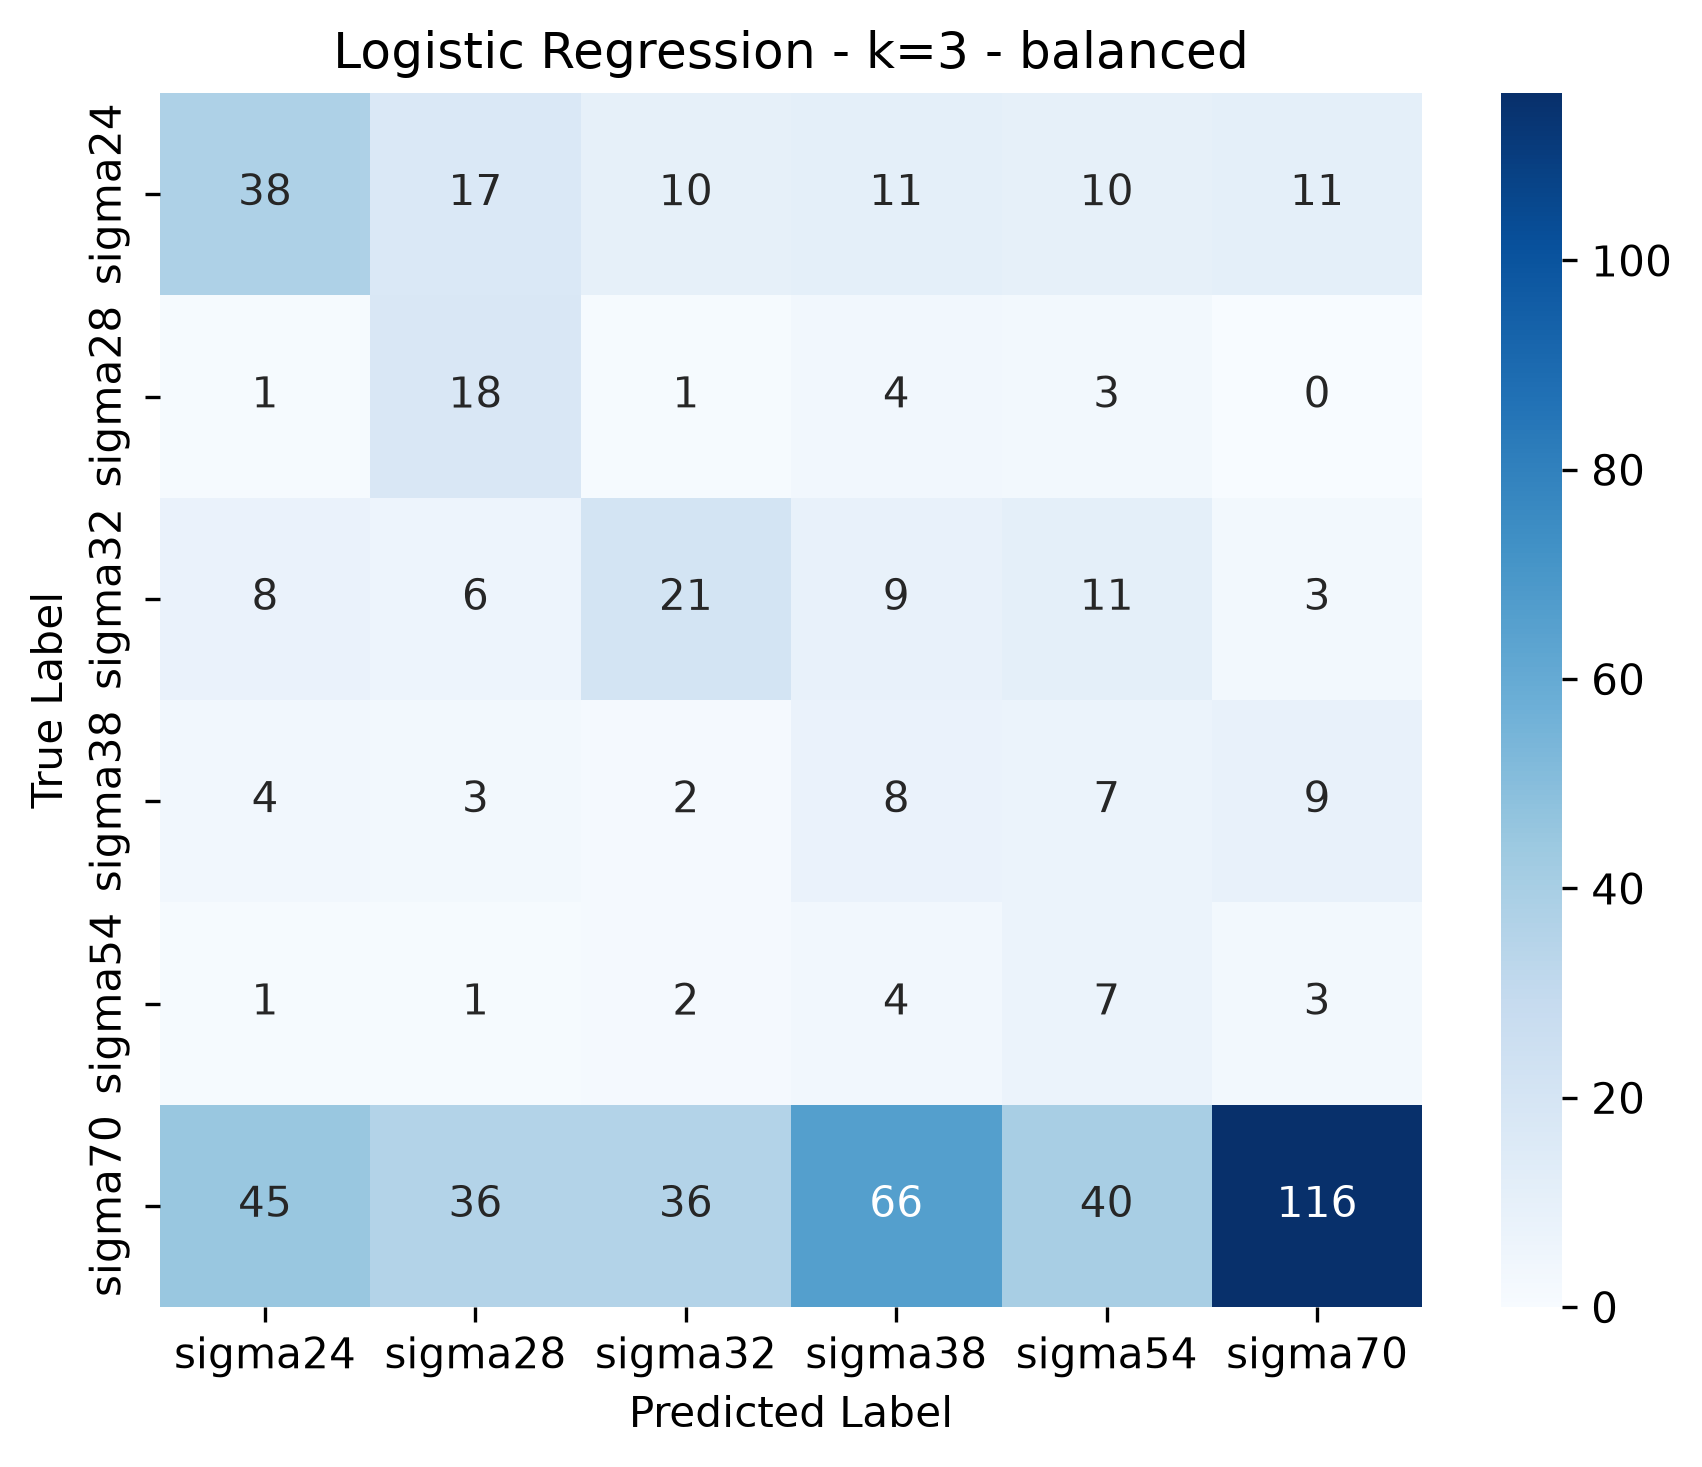 Logistic Regression - k=3 - balanced
True Label
sigma24
38 17 10 11 10 11
sigma28
1 18 1 4 3 0
sigma32
8 6 21 9 11 3
sigma38
4 3 2 8 7 9
sigma54
1 1 2 4 7 3
sigma70
45 36 36 66 40 116
sigma24 sigma28 sigma32 sigma38 sigma54 sigma70
Predicted Label
100
80
60
40
20
0